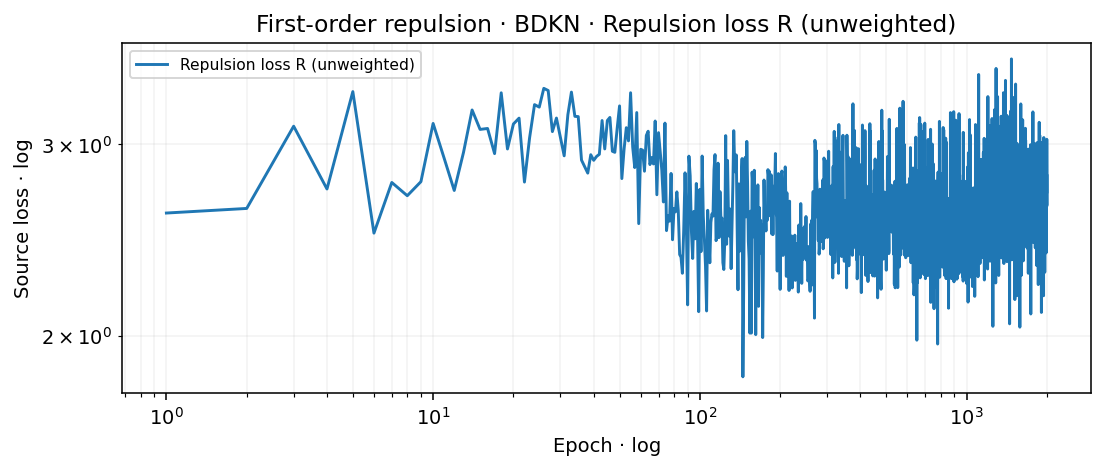 First-order repulsion · BDKN · Repulsion loss R (unweighted)
Repulsion loss R (unweighted)
3 × 10⁰
Source loss · log
2 × 10⁰
10⁰ 10¹ 10² 10³
Epoch · log